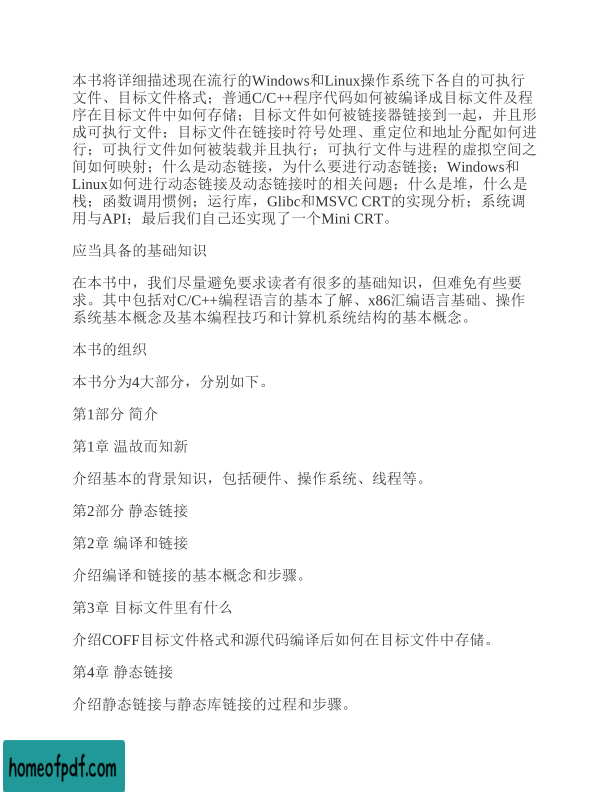 本书将详细描述现在流行的Windows和Linux操作系统下各自的可执行
文件、目标文件格式；普通C/C++程序代码如何被编译成目标文件及程
序在目标文件中如何存储；目标文件如何被链接器链接到一起，并且形
成可执行文件；目标文件在链接时符号处理、重定位和地址分配如何进
行；可执行文件如何被装载并且执行；可执行文件与进程的虚拟空间之
间如何映射；什么是动态链接，为什么要进行动态链接；Windows和
Linux如何进行动态链接及动态链接时的相关问题；什么是堆，什么是
栈；函数调用惯例；运行库，Glibc和MSVC CRT的实现分析；系统调
用与API；最后我们自己还实现了一个Mini CRT。
应当具备的基础知识
在本书中，我们尽量避免要求读者有很多的基础知识，但难免有些要
求。其中包括对C/C++编程语言的基本了解、x86汇编语言基础、操作
系统基本概念及基本编程技巧和计算机系统结构的基本概念。
本书的组织
本书分为4大部分，分别如下。
第1部分 简介
第1章 温故而知新
介绍基本的背景知识，包括硬件、操作系统、线程等。
第2部分 静态链接
第2章 编译和链接
介绍编译和链接的基本概念和步骤。
第3章 目标文件里有什么
介绍COFF目标文件格式和源代码编译后如何在目标文件中存储。
第4章 静态链接
介绍静态链接与静态库链接的过程和步骤。
homeofpdf.com